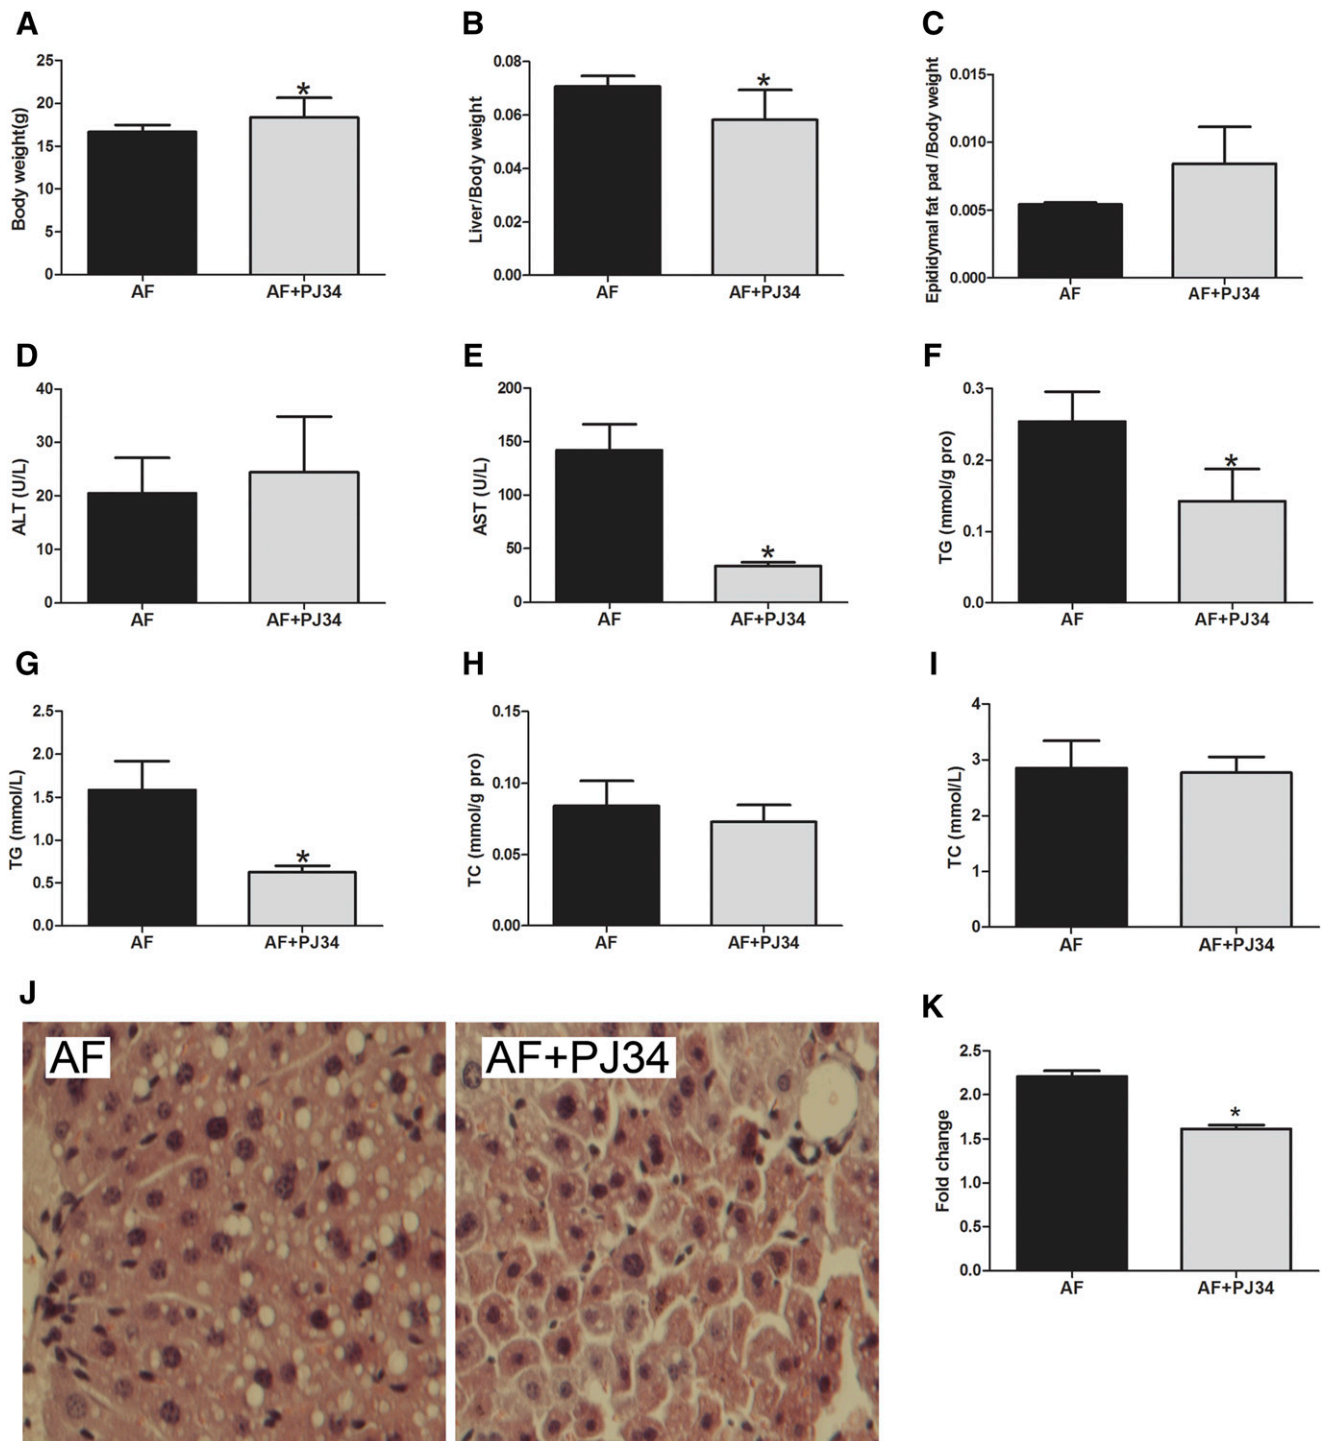 A
Body weight(g)
25
20
15
10
5
0
*
AF
AF+PJ34
B
Liver/Body weight
0.08
0.06
0.04
0.02
0.00
*
AF
AF+PJ34
C
Epididymal fat pad /Body weight
0.015
0.010
0.005
0.000
AF
AF+PJ34
D
ALT (U/L)
40
30
20
10
0
AF
AF+PJ34
E
AST (U/L)
200
150
100
50
0
*
AF
AF+PJ34
F
TG (mmol/g pro)
0.3
0.2
0.1
0.0
*
AF
AF+PJ34
G
TG (mmol/L)
2.5
2.0
1.5
1.0
0.5
0.0
*
AF
AF+PJ34
H
TC (mmol/g pro)
0.15
0.10
0.05
0.00
AF
AF+PJ34
I
TC (mmol/L)
4
3
2
1
0
AF
AF+PJ34
J
AF
AF+PJ34
K
Fold change
2.5
2.0
1.5
1.0
0.5
0.0
*
AF
AF+PJ34